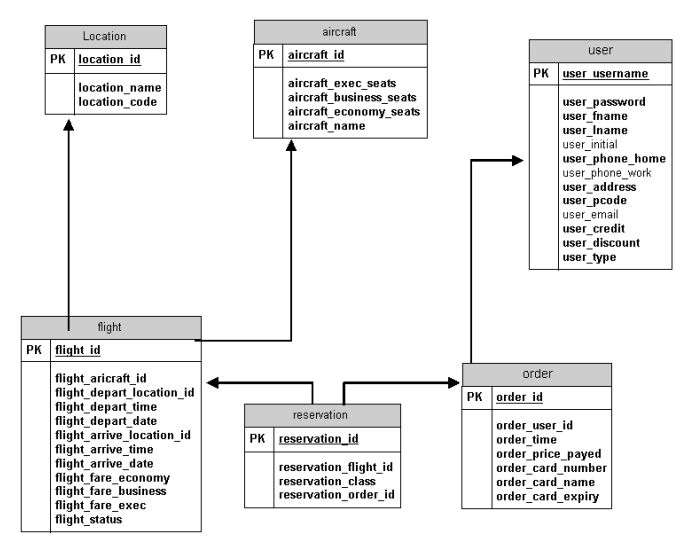 Location
PK location_id
location_name
location_code
aircraft
PK aircraft_id
aircraft_exec_seats
aircraft_business_seats
aircraft_economy_seats
aircraft_name
user
PK user_username
user_password
user_fname
user_lname
user_initial
user_phone_home
user_phone_work
user_address
user_pcode
user_email
user_credit
user_discount
user_type
flight
PK flight_id
flight_aricraft_id
flight_depart_location_id
flight_depart_time
flight_depart_date
flight_arrive_location_id
flight_arrive_time
flight_arrive_date
flight_fare_economy
flight_fare_business
flight_fare_exec
flight_status
reservation
PK reservation_id
reservation_flight_id
reservation_class
reservation_order_id
order
PK order_id
order_user_id
order_time
order_price_payed
order_card_number
order_card_name
order_card_expiry